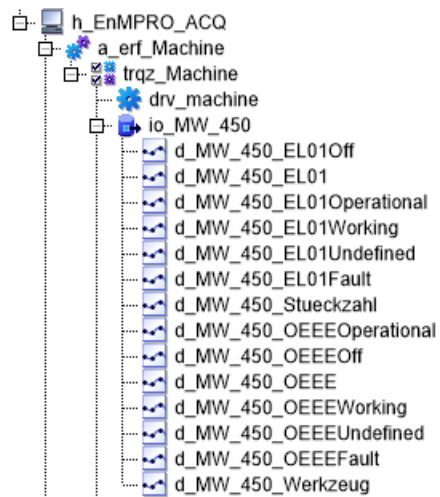 h_EnMPRO_ACQ
a_erf_Machine
trqz_Machine
drv_machine
io_MW_450
d_MW_450_EL01Off
d_MW_450_EL01
d_MW_450_EL01Operational
d_MW_450_EL01Working
d_MW_450_EL01Undefined
d_MW_450_EL01Fault
d_MW_450_Stueckzahl
d_MW_450_OEEEOperational
d_MW_450_OEEEOff
d_MW_450_OEEE
d_MW_450_OEEEWorking
d_MW_450_OEEEUndefined
d_MW_450_OEEEFault
d_MW_450_Werkzeug